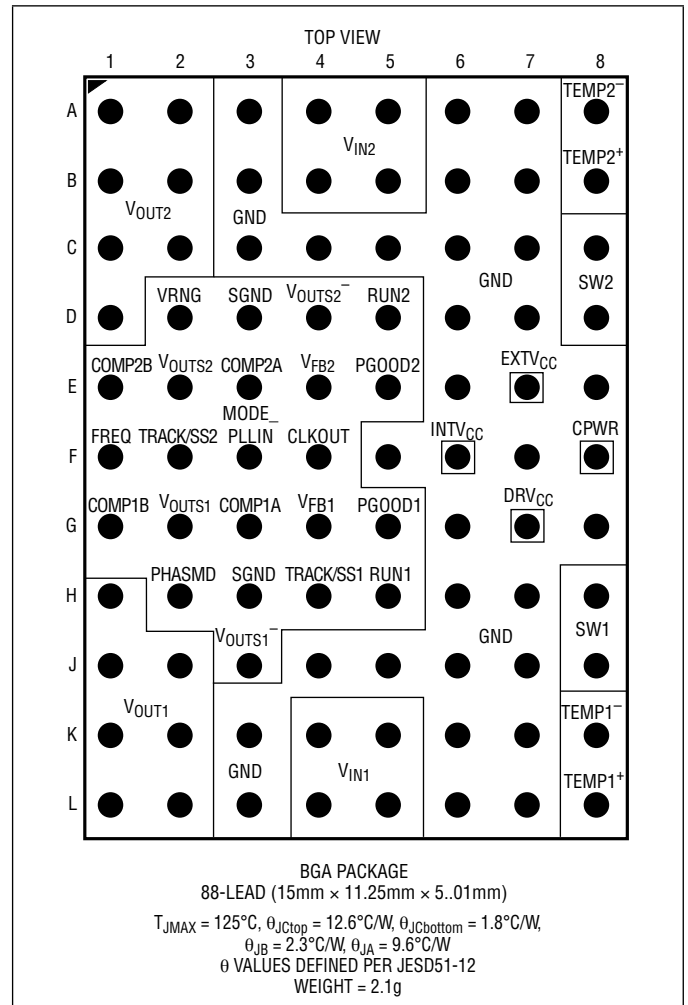 TOP VIEW
1 2 3 4 5 6 7 8
A TEMP2⁻
VIN2
B TEMP2⁺
VOUT2 GND
C
GND SW2
D VRNG SGND VOUTS2⁻ RUN2
E COMP2B VOUTS2 COMP2A VFB2 PGOOD2 EXTVCC
MODE_
F FREQ TRACK/SS2 PLLIN CLKOUT INTVCC CPWR
G COMP1B VOUTS1 COMP1A VFB1 PGOOD1 DRVCC
H PHASMD SGND TRACK/SS1 RUN1
GND SW1
J VOUTS1⁻
VOUT1
K TEMP1⁻
GND VIN1
L TEMP1⁺
BGA PACKAGE
88-LEAD (15mm × 11.25mm × 5..01mm)
TJMAX = 125°C, θJCtop = 12.6°C/W, θJCbottom = 1.8°C/W,
θJB = 2.3°C/W, θJA = 9.6°C/W
θ VALUES DEFINED PER JESD51-12
WEIGHT = 2.1g